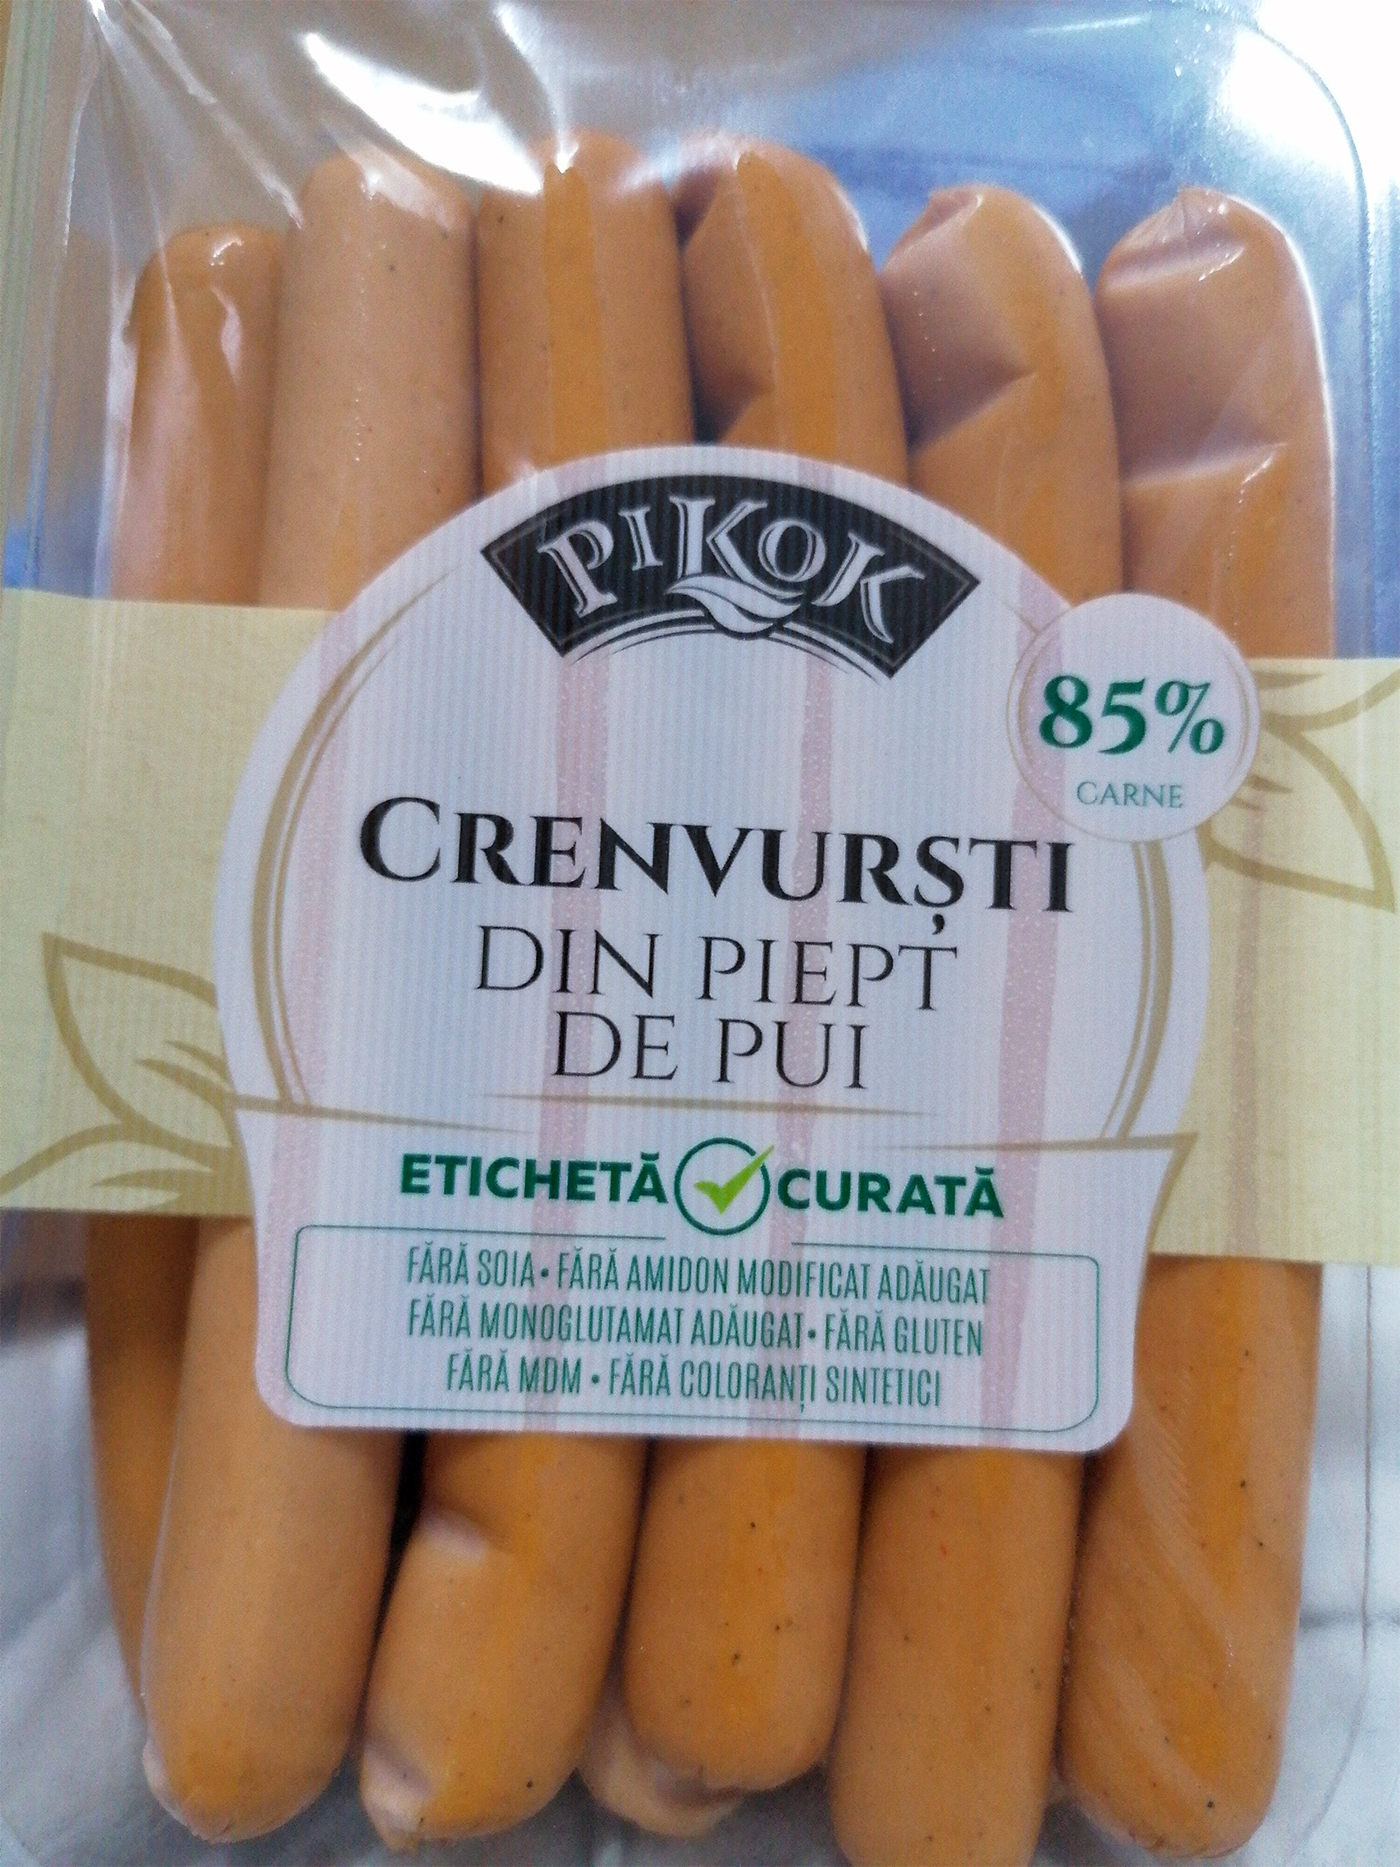 PIKOK
85%
CARNE
CRENVURȘTI
DIN PIEPT
DE PUI
ETICHETĂ CURATĂ
FĂRĂ SOIA • FĂRĂ AMIDON MODIFICAT ADĂUGAT
FĂRĂ MONOGLUTAMAT ADĂUGAT • FĂRĂ GLUTEN
FĂRĂ MDM • FĂRĂ COLORANȚI SINTETICI